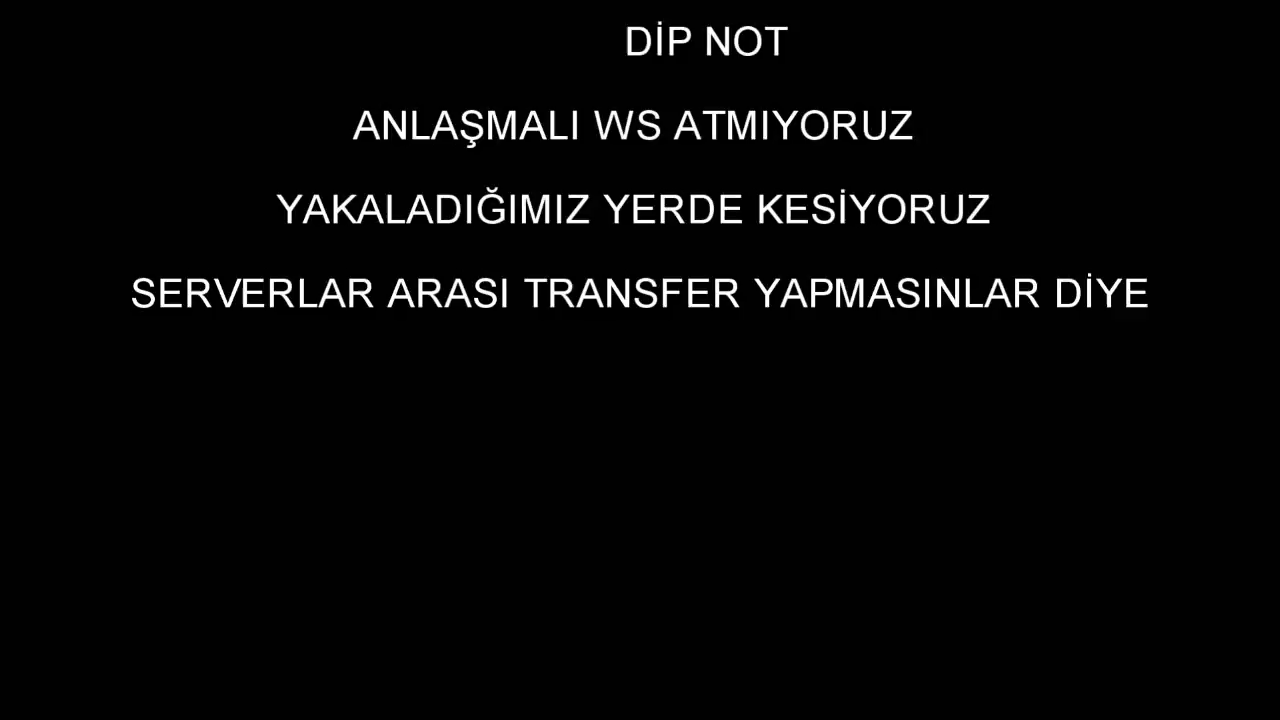 DİP NOT
ANLAŞMALI WS ATMIYORUZ
YAKALADIĞIMIZ YERDE KESİYORUZ
SERVERLAR ARASI TRANSFER YAPMASINLAR DİYE